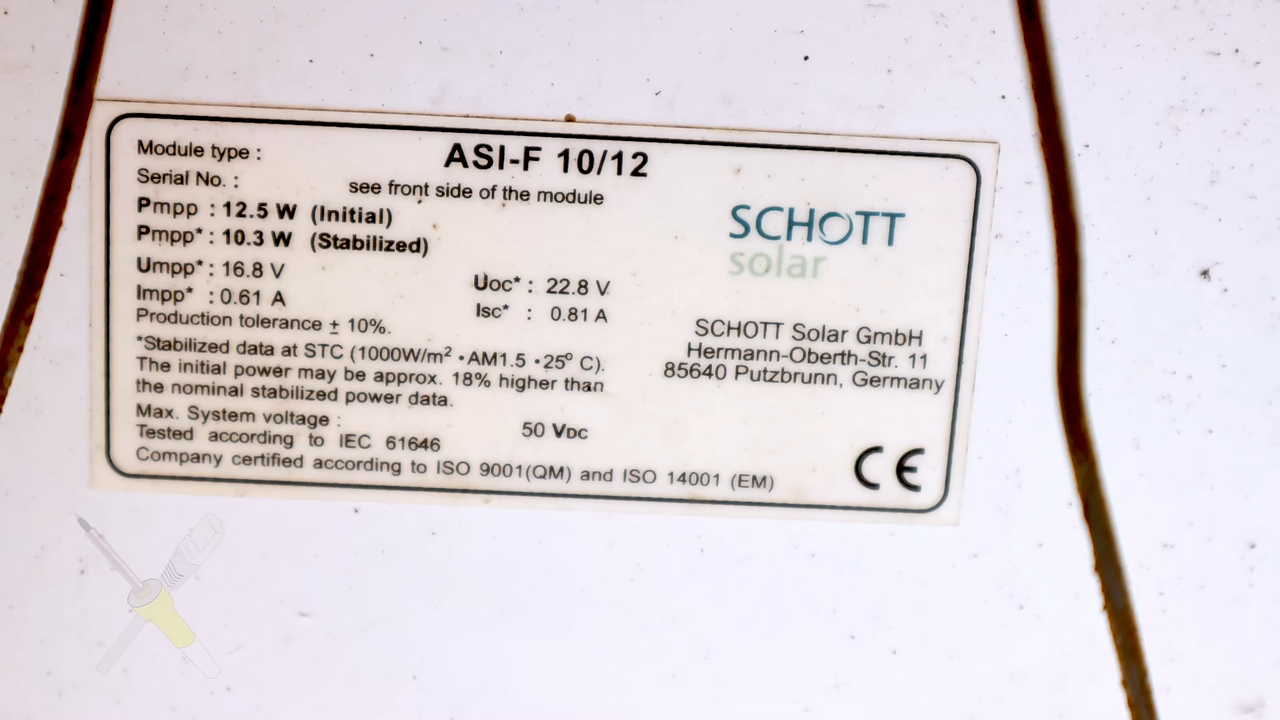 Module type : ASI-F 10/12
Serial No. : see front side of the module
Pmpp : 12.5 W (Initial)
Pmpp* : 10.3 W (Stabilized)
Umpp* : 16.8 V Uoc* : 22.8 V
Impp* : 0.61 A Isc* : 0.81 A
Production tolerance ± 10%.
*Stabilized data at STC (1000W/m² • AM1.5 • 25º C).
The initial power may be approx. 18% higher than
the nominal stabilized power data.
Max. System voltage : 50 VDC
Tested according to IEC 61646
Company certified according to ISO 9001(QM) and ISO 14001 (EM)
SCHOTT
solar
SCHOTT Solar GmbH
Hermann-Oberth-Str. 11
85640 Putzbrunn, Germany
CE